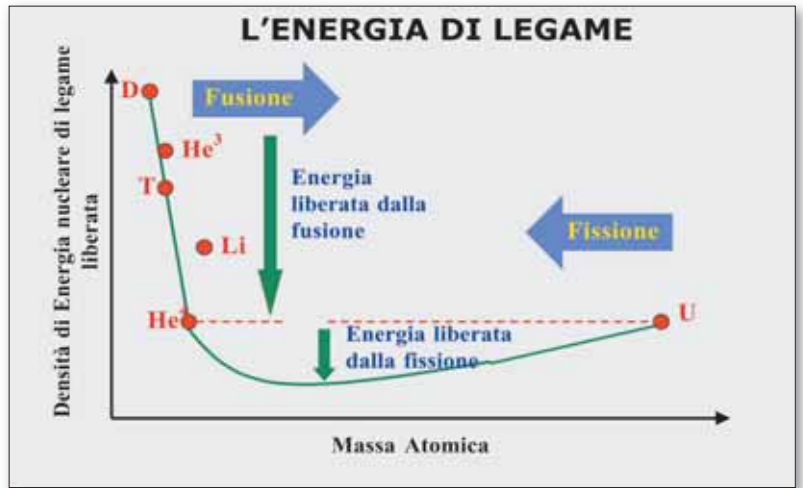 L'ENERGIA DI LEGAME
Densità di Energia nucleare di legame
liberata
D
Fusione
He³
T
Energia
liberata dalla
fusione
Li
Fissione
He
U
Energia liberata
dalla fissione
Massa Atomica